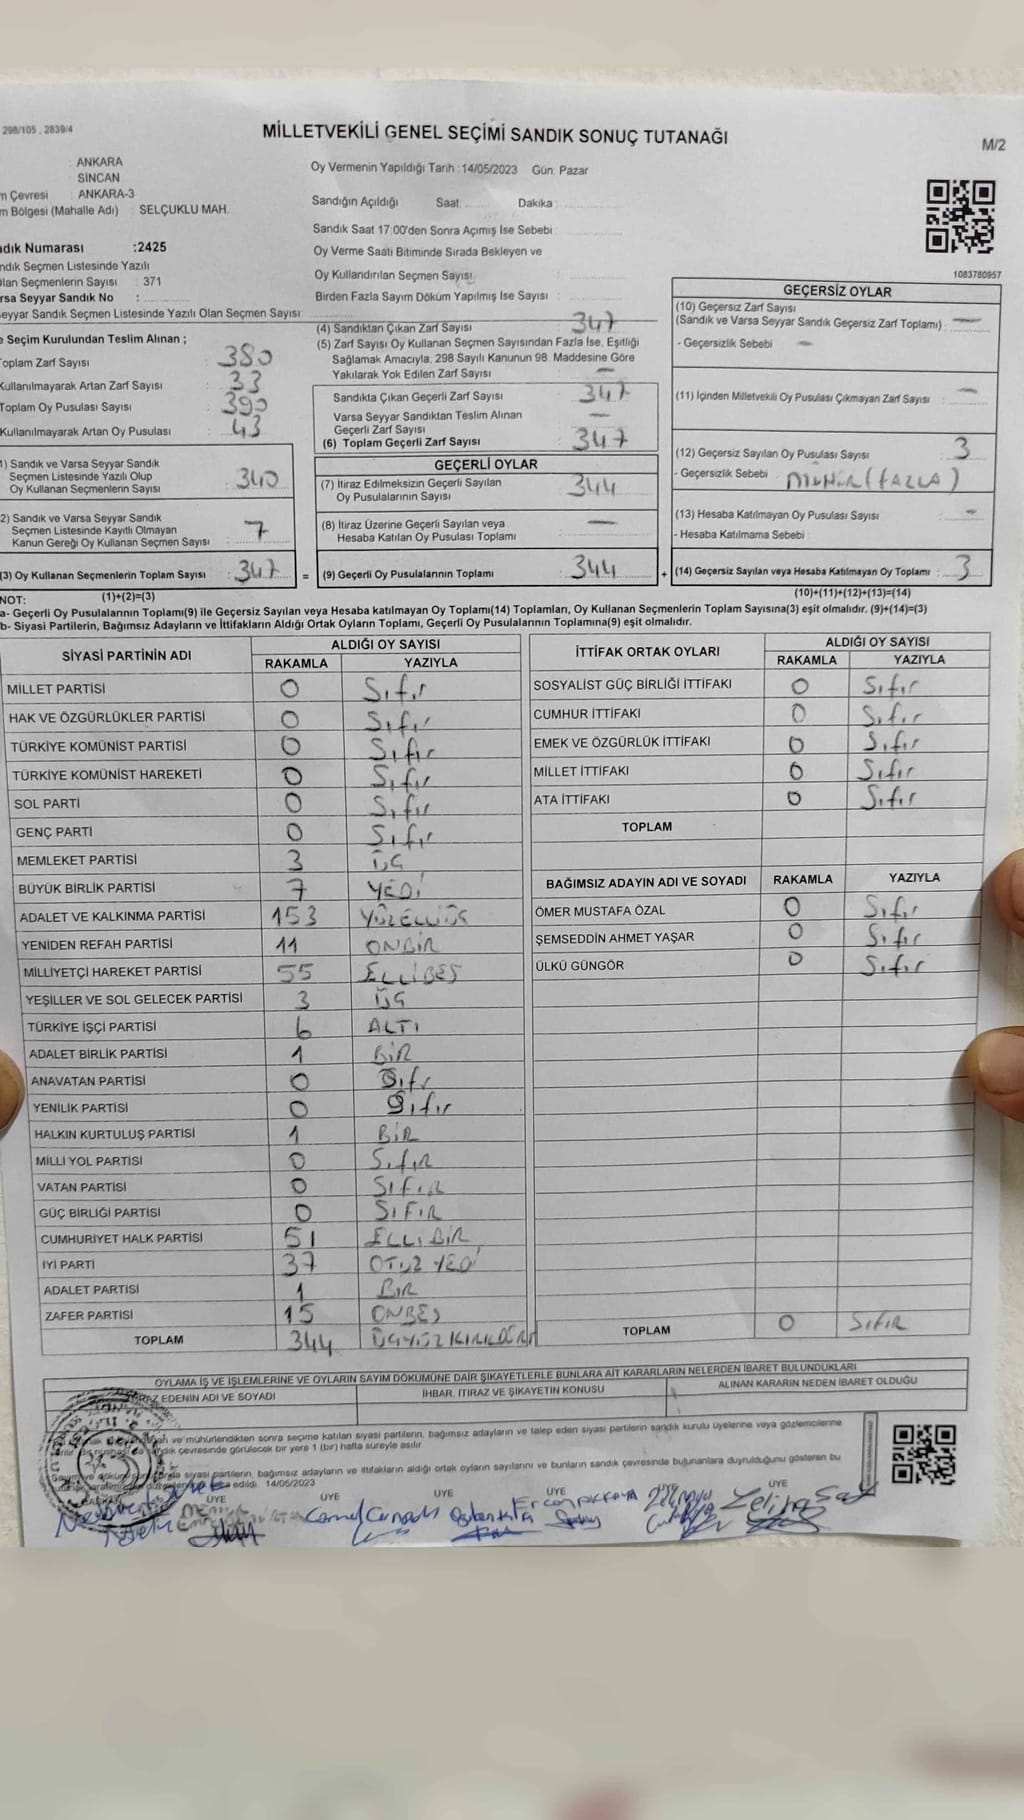 298/105 , 2839/4
MİLLETVEKİLİ GENEL SEÇİMİ SANDIK SONUÇ TUTANAĞI
M/2
: ANKARA
: SİNCAN
m Çevresi : ANKARA-3
m Bölgesi (Mahalle Adı) : SELÇUKLU MAH.
Oy Vermenin Yapıldığı Tarih : 14/05/2023 Gün: Pazar
Sandığın Açıldığı Saat: Dakika :
Sandık Saat 17:00'den Sonra Açımış İse Sebebi :
Oy Verme Saati Bitiminde Sırada Bekleyen ve
Oy Kullandırılan Seçmen Sayısı :
Birden Fazla Sayım Döküm Yapılmış İse Sayısı :
1083780957
dık Numarası :2425
ndık Seçmen Listesinde Yazılı
olan Seçmenlerin Sayısı : 371
rsa Seyyar Sandık No :
eyyar Sandık Seçmen Listesinde Yazılı Olan Seçmen Sayısı:
e Seçim Kurulundan Teslim Alınan ;
oplam Zarf Sayısı : 380
Kullanılmayarak Artan Zarf Sayısı : 33
Toplam Oy Pusulası Sayısı : 390
Kullanılmayarak Artan Oy Pusulası : 43
1) Sandık ve Varsa Seyyar Sandık
Seçmen Listesinde Yazılı Olup
Oy Kullanan Seçmenlerin Sayısı : 340
2) Sandık ve Varsa Seyyar Sandık
Seçmen Listesinde Kayıtlı Olmayan
Kanun Gereği Oy Kullanan Seçmen Sayısı : 7
(3) Oy Kullanan Seçmenlerin Toplam Sayısı : 347
(4) Sandıktan Çıkan Zarf Sayısı : 347
(5) Zarf Sayısı Oy Kullanan Seçmen Sayısından Fazla İse, Eşitliği
Sağlamak Amacıyla, 298 Sayılı Kanunun 98. Maddesine Göre
Yakılarak Yok Edilen Zarf Sayısı : —
Sandıkta Çıkan Geçerli Zarf Sayısı : 347
Varsa Seyyar Sandıktan Teslim Alınan
Geçerli Zarf Sayısı : —
(6) Toplam Geçerli Zarf Sayısı : 347
GEÇERLİ OYLAR
(7) İtiraz Edilmeksizin Geçerli Sayılan
Oy Pusulalarının Sayısı : 344
(8) İtiraz Üzerine Geçerli Sayılan veya
Hesaba Katılan Oy Pusulası Toplamı : —
= (9) Geçerli Oy Pusulalarının Toplamı : 344
GEÇERSİZ OYLAR
(10) Geçersiz Zarf Sayısı
(Sandık ve Varsa Seyyar Sandık Geçersiz Zarf Toplamı) : —
- Geçersizlik Sebebi : —
(11) İçinden Milletvekili Oy Pusulası Çıkmayan Zarf Sayısı : —
(12) Geçersiz Sayılan Oy Pusulası Sayısı : 3
- Geçersizlik Sebebi : MÜHÜR (FAZLA)
(13) Hesaba Katılmayan Oy Pusulası Sayısı : —
- Hesaba Katılmama Sebebi :
+ (14) Geçersiz Sayılan veya Hesaba Katılmayan Oy Toplamı : 3
NOT: (1)+(2)=(3) (10)+(11)+(12)+(13)=(14)
a- Geçerli Oy Pusulalarının Toplamı(9) ile Geçersiz Sayılan veya Hesaba katılmayan Oy Toplamı(14) Toplamları, Oy Kullanan Seçmenlerin Toplam Sayısına(3) eşit olmalıdır. (9)+(14)=(3)
b- Siyasi Partilerin, Bağımsız Adayların ve İttifakların Aldığı Ortak Oyların Toplamı, Geçerli Oy Pusulalarının Toplamına(9) eşit olmalıdır.
SİYASİ PARTİNİN ADI ALDIĞI OY SAYISI
RAKAMLA YAZIYLA
MİLLET PARTİSİ 0 Sıfır
HAK VE ÖZGÜRLÜKLER PARTİSİ 0 Sıfır
TÜRKİYE KOMÜNİST PARTİSİ 0 Sıfır
TÜRKİYE KOMÜNİST HAREKETİ 0 Sıfır
SOL PARTİ 0 Sıfır
GENÇ PARTİ 0 Sıfır
MEMLEKET PARTİSİ 3 ÜÇ
BÜYÜK BİRLİK PARTİSİ 7 YEDİ
ADALET VE KALKINMA PARTİSİ 153 YÜZELLİÜÇ
YENİDEN REFAH PARTİSİ 11 ONBİR
MİLLİYETÇİ HAREKET PARTİSİ 55 ELLİBEŞ
YEŞİLLER VE SOL GELECEK PARTİSİ 3 ÜÇ
TÜRKİYE İŞÇİ PARTİSİ 6 ALTI
ADALET BİRLİK PARTİSİ 1 BİR
ANAVATAN PARTİSİ 0 Sıfır
YENİLİK PARTİSİ 0 Sıfır
HALKIN KURTULUŞ PARTİSİ 1 BİR
MİLLİ YOL PARTİSİ 0 SıfıR
VATAN PARTİSİ 0 SIFIR
GÜÇ BİRLİĞİ PARTİSİ 0 SIFIR
CUMHURİYET HALK PARTİSİ 51 ELLİBİR
İYİ PARTİ 37 OTUZ YEDİ
ADALET PARTİSİ 1 BİR
ZAFER PARTİSİ 15 ONBEŞ
TOPLAM 344 ÜÇYÜZKIRKDÖRT
İTTİFAK ORTAK OYLARI ALDIĞI OY SAYISI
RAKAMLA YAZIYLA
SOSYALİST GÜÇ BİRLİĞİ İTTİFAKI 0 Sıfır
CUMHUR İTTİFAKI 0 Sıfır
EMEK VE ÖZGÜRLÜK İTTİFAKI 0 Sıfır
MİLLET İTTİFAKI 0 Sıfır
ATA İTTİFAKI 0 Sıfır
TOPLAM
BAĞIMSIZ ADAYIN ADI VE SOYADI RAKAMLA YAZIYLA
ÖMER MUSTAFA ÖZAL 0 Sıfır
ŞEMSEDDİN AHMET YAŞAR 0 Sıfır
ÜLKÜ GÜNGÖR 0 Sıfır
TOPLAM 0 SıfıR
OYLAMA İŞ VE İŞLEMLERİNE VE OYLARIN SAYIM DÖKÜMÜNE DAİR ŞİKAYETLERLE BUNLARA AİT KARARLARIN NELERDEN İBARET BULUNDUKLARI
EDENİN ADI VE SOYADI İHBAR, İTİRAZ VE ŞİKAYETİN KONUSU ALINAN KARARIN NEDEN İBARET OLDUĞU
ve mühürlendikten sonra seçime katılan siyasi partilerin, bağımsız adayların ve talep eden siyasi partilerin sandık kurulu üyelerine veya gözlemcilerine
çevresinde görülecek bir yere 1 (bir) hafta süreyle asılır.
siyasi partilerin, bağımsız adayların ve ittifakların aldığı ortak oyların sayılarını ve bunların sandık çevresinde bulunanlara duyrulduğunu gösteren bu
edildi. 14/05/2023
ÜYE ÜYE ÜYE ÜYE ÜYE